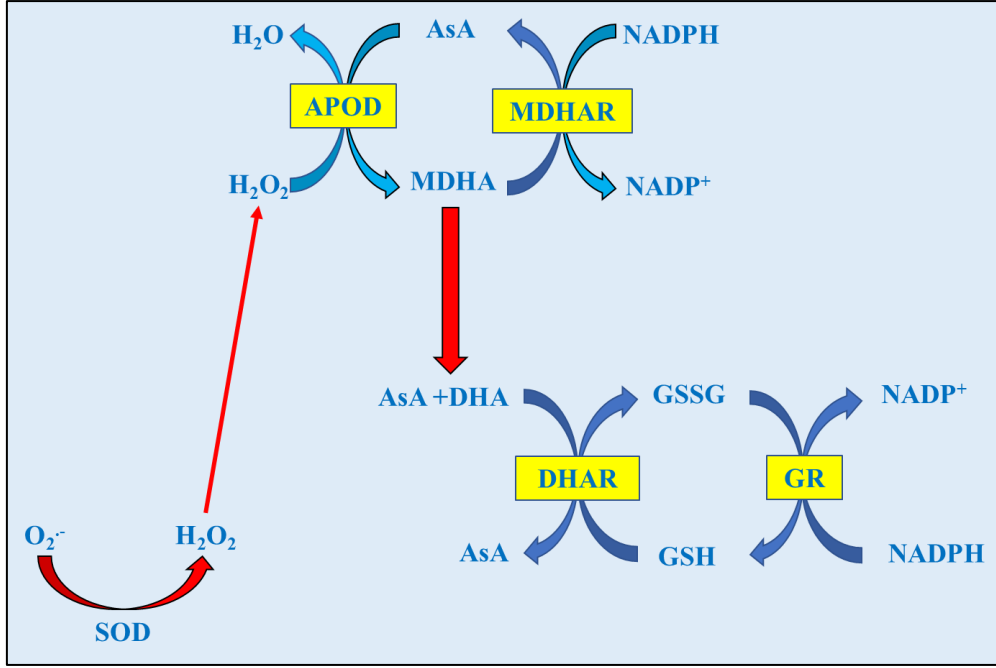 H₂O
AsA
NADPH
APOD
MDHAR
H₂O₂
MDHA
NADP⁺
AsA +DHA
GSSG
NADP⁺
DHAR
GR
O₂·⁻
H₂O₂
AsA
GSH
NADPH
SOD